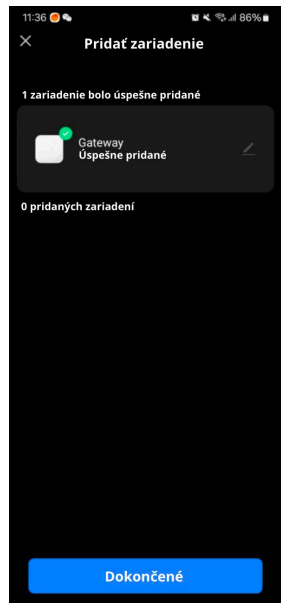 11:36 86%
Pridať zariadenie
1 zariadenie bolo úspešne pridané
Gateway
Úspešne pridané
0 pridaných zariadení
Dokončené